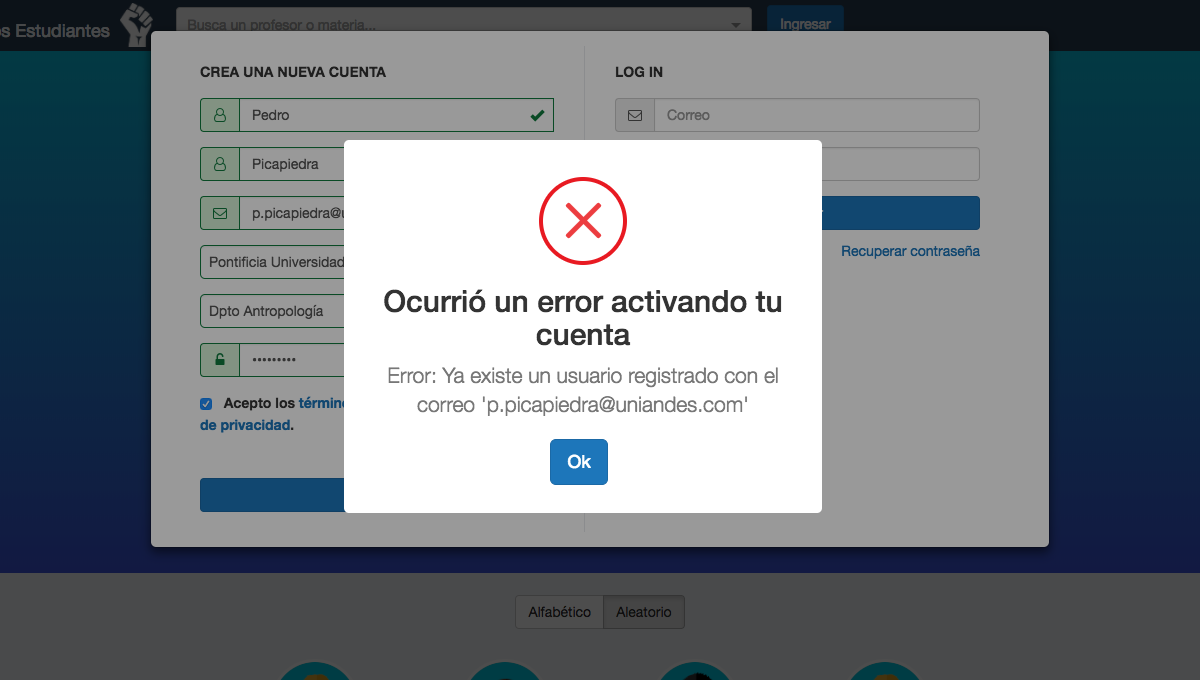 s Estudiantes
Busca un profesor o materia...
Ingresar
CREA UNA NUEVA CUENTA
Pedro
Picapiedra
p.picapiedra@u
Pontificia Universidad
Dpto Antropología
•••••••••
Acepto los términ
de privacidad.
LOG IN
Correo
Recuperar contraseña
Ocurrió un error activando tu
cuenta
Error: Ya existe un usuario registrado con el
correo 'p.picapiedra@uniandes.com'
Ok
Alfabético
Aleatorio